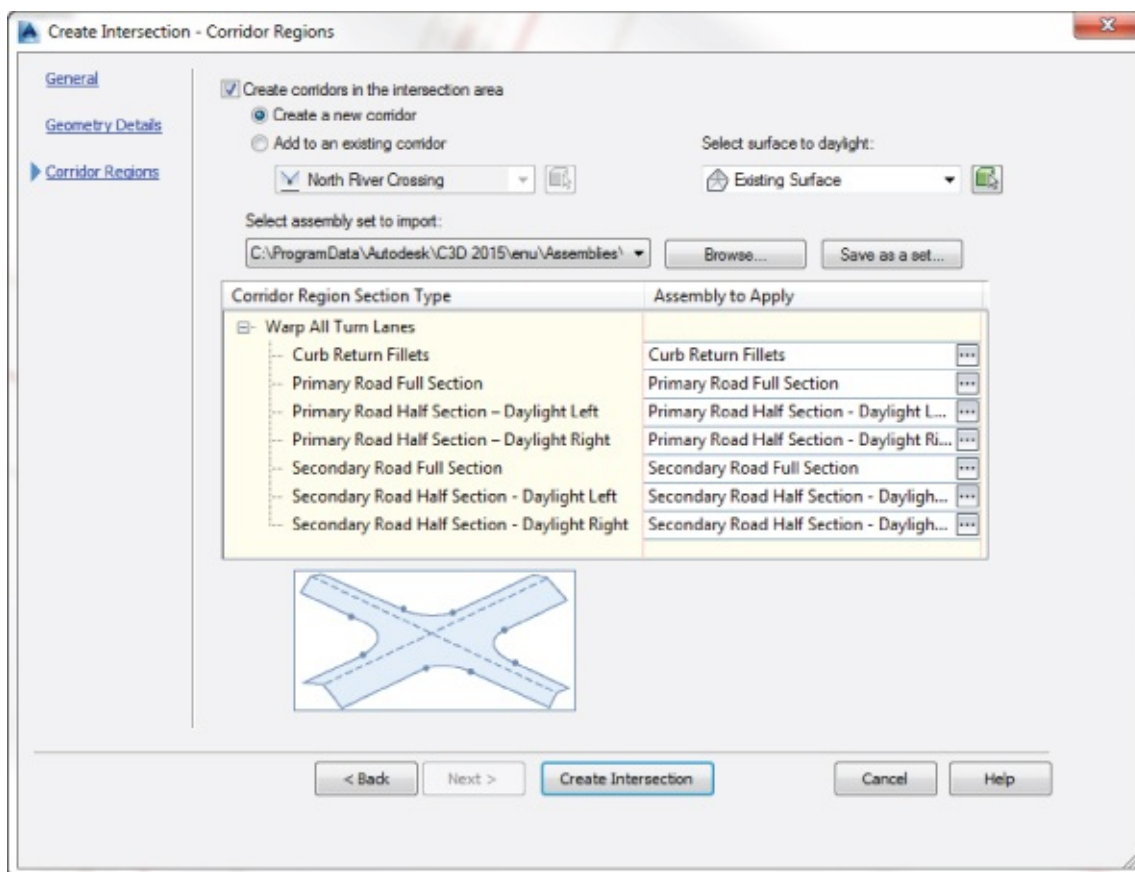 Create Intersection - Corridor Regions
General
Geometry Details
Corridor Regions
Create corridors in the intersection area
Create a new corridor
Add to an existing corridor
Select surface to daylight:
North River Crossing
Existing Surface
Select assembly set to import:
C:\ProgramData\Autodesk\C3D 2015\enu\Assemblies\
Browse...
Save as a set...
Corridor Region Section Type Assembly to Apply
Warp All Turn Lanes
Curb Return Fillets Curb Return Fillets
Primary Road Full Section Primary Road Full Section
Primary Road Half Section – Daylight Left Primary Road Half Section - Daylight L...
Primary Road Half Section – Daylight Right Primary Road Half Section - Daylight Ri...
Secondary Road Full Section Secondary Road Full Section
Secondary Road Half Section - Daylight Left Secondary Road Half Section - Dayligh...
Secondary Road Half Section - Daylight Right Secondary Road Half Section - Dayligh...
< Back Next > Create Intersection Cancel Help